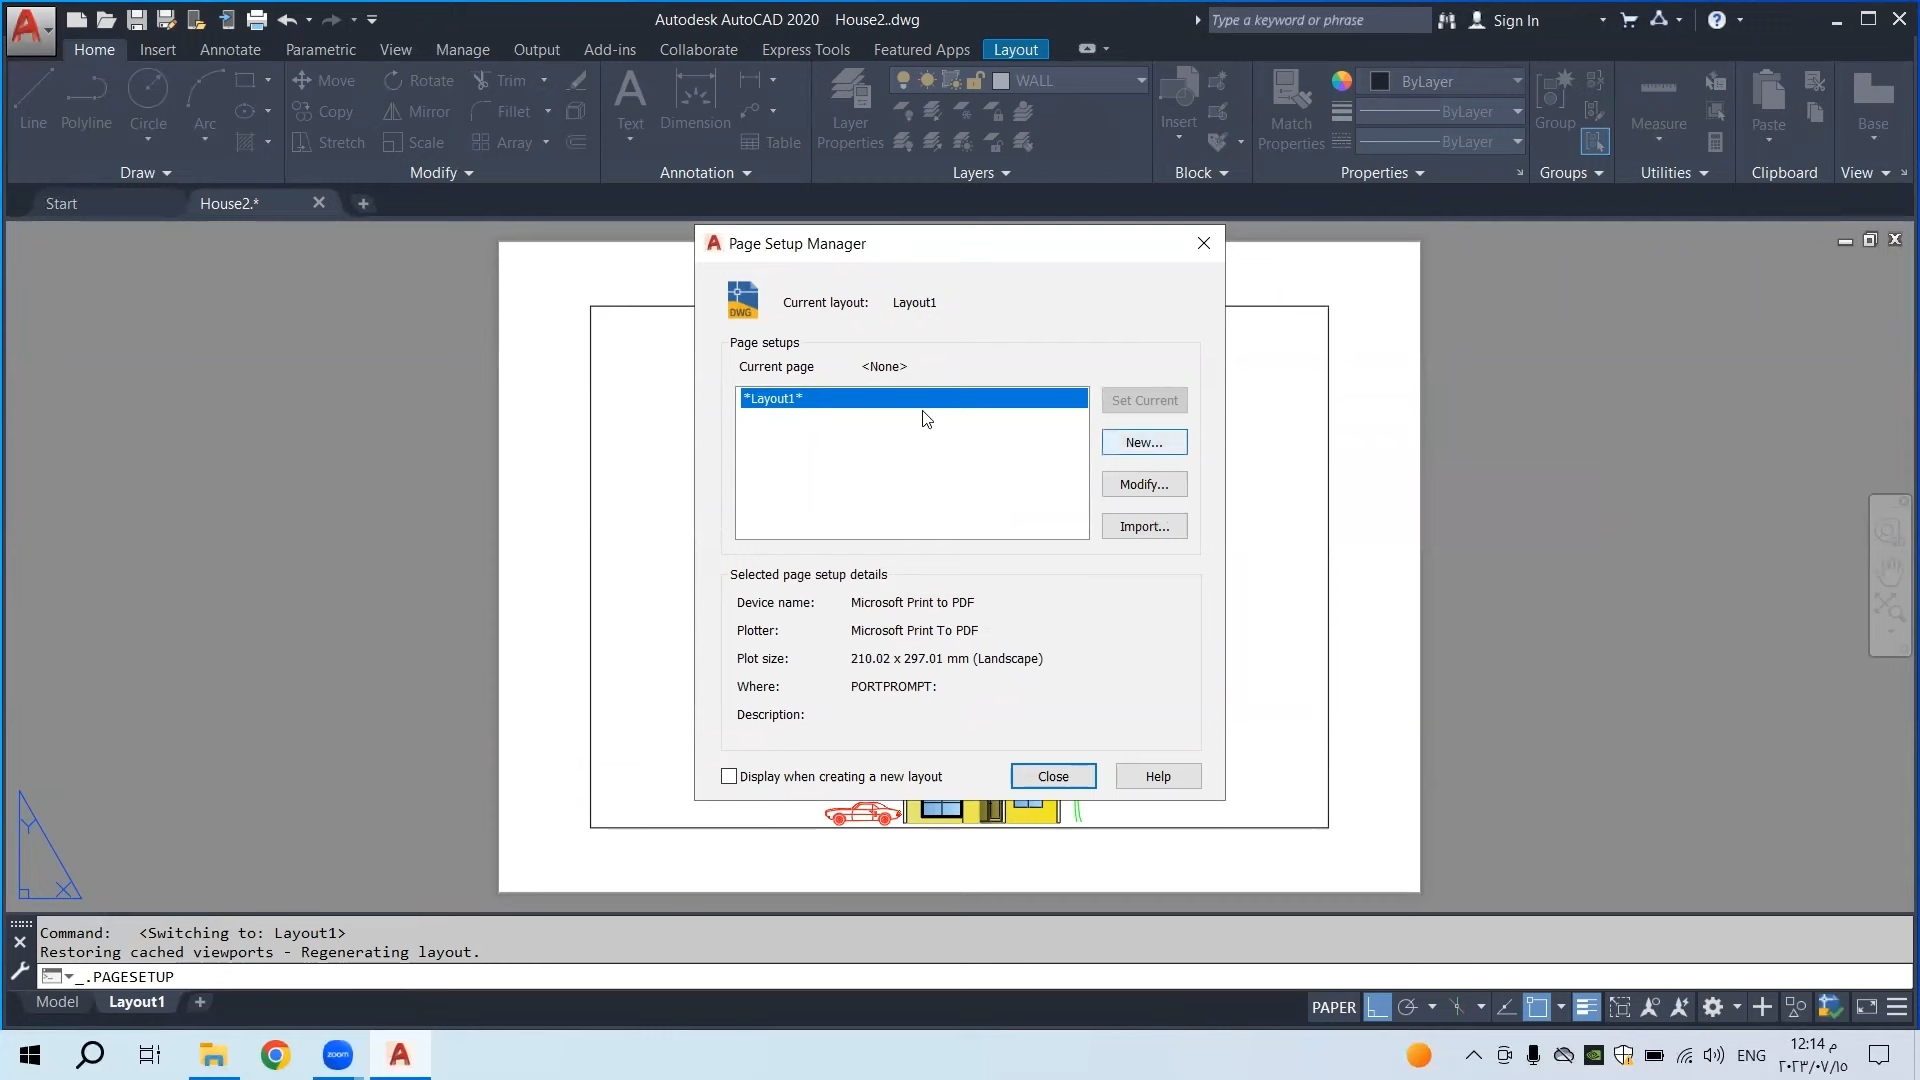 Autodesk AutoCAD 2020 House2..dwg
Type a keyword or phrase
Sign In
Home Insert Annotate Parametric View Manage Output Add-ins Collaborate Express Tools Featured Apps Layout
Line Polyline Circle Arc
Move Rotate Trim
Copy Mirror Fillet
Stretch Scale Array
Text Dimension Table
Layer Properties
WALL
Insert
Match Properties
ByLayer
ByLayer
ByLayer
Group
Measure
Paste
Base
Draw Modify Annotation Layers Block Properties Groups Utilities Clipboard View
Start House2.*
Page Setup Manager
DWG
Current layout: Layout1
Page setups
Current page <None>
*Layout1*
Set Current
New...
Modify...
Import...
Selected page setup details
Device name: Microsoft Print to PDF
Plotter: Microsoft Print To PDF
Plot size: 210.02 x 297.01 mm (Landscape)
Where: PORTPROMPT:
Description:
Display when creating a new layout
Close Help
Y
X
Command: <Switching to: Layout1>
Restoring cached viewports - Regenerating layout.
_.PAGESETUP
Model Layout1
PAPER
zoom
ENG
12:14 م
٢٠٢٣/٠٧/١٥